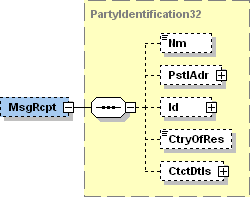 PartyIdentification32
Nm
PstlAdr
MsgRcpt
Id
CtryOfRes
CtctDtls